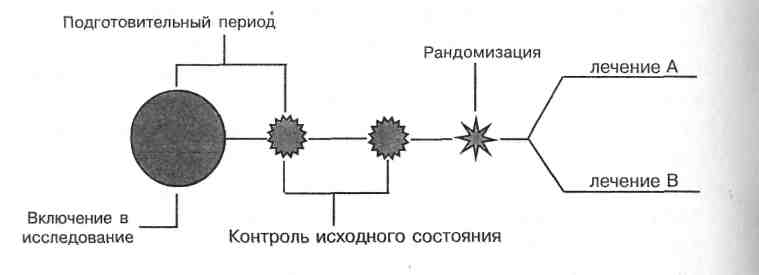 Подготовительный период
Рандомизация
лечение А
лечение В
Включение в
исследование
Контроль исходного состояния